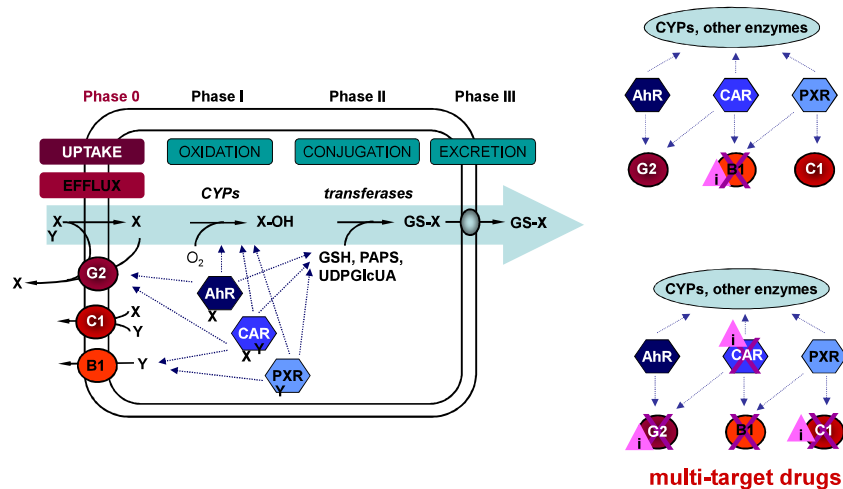 Phase 0 Phase I Phase II Phase III
UPTAKE OXIDATION CONJUGATION EXCRETION
EFFLUX
CYPs transferases
X X X-OH GS-X GS-X
Y
O2
GSH, PAPS,
UDPGlcUA
X
G2
AhR
X
C1
X
Y
CAR
X Y
B1
Y
PXR
Y
CYPs, other enzymes
AhR CAR PXR
G2 i B1 C1
CYPs, other enzymes
i
AhR CAR PXR
G2 B1 C1
i i
multi-target drugs